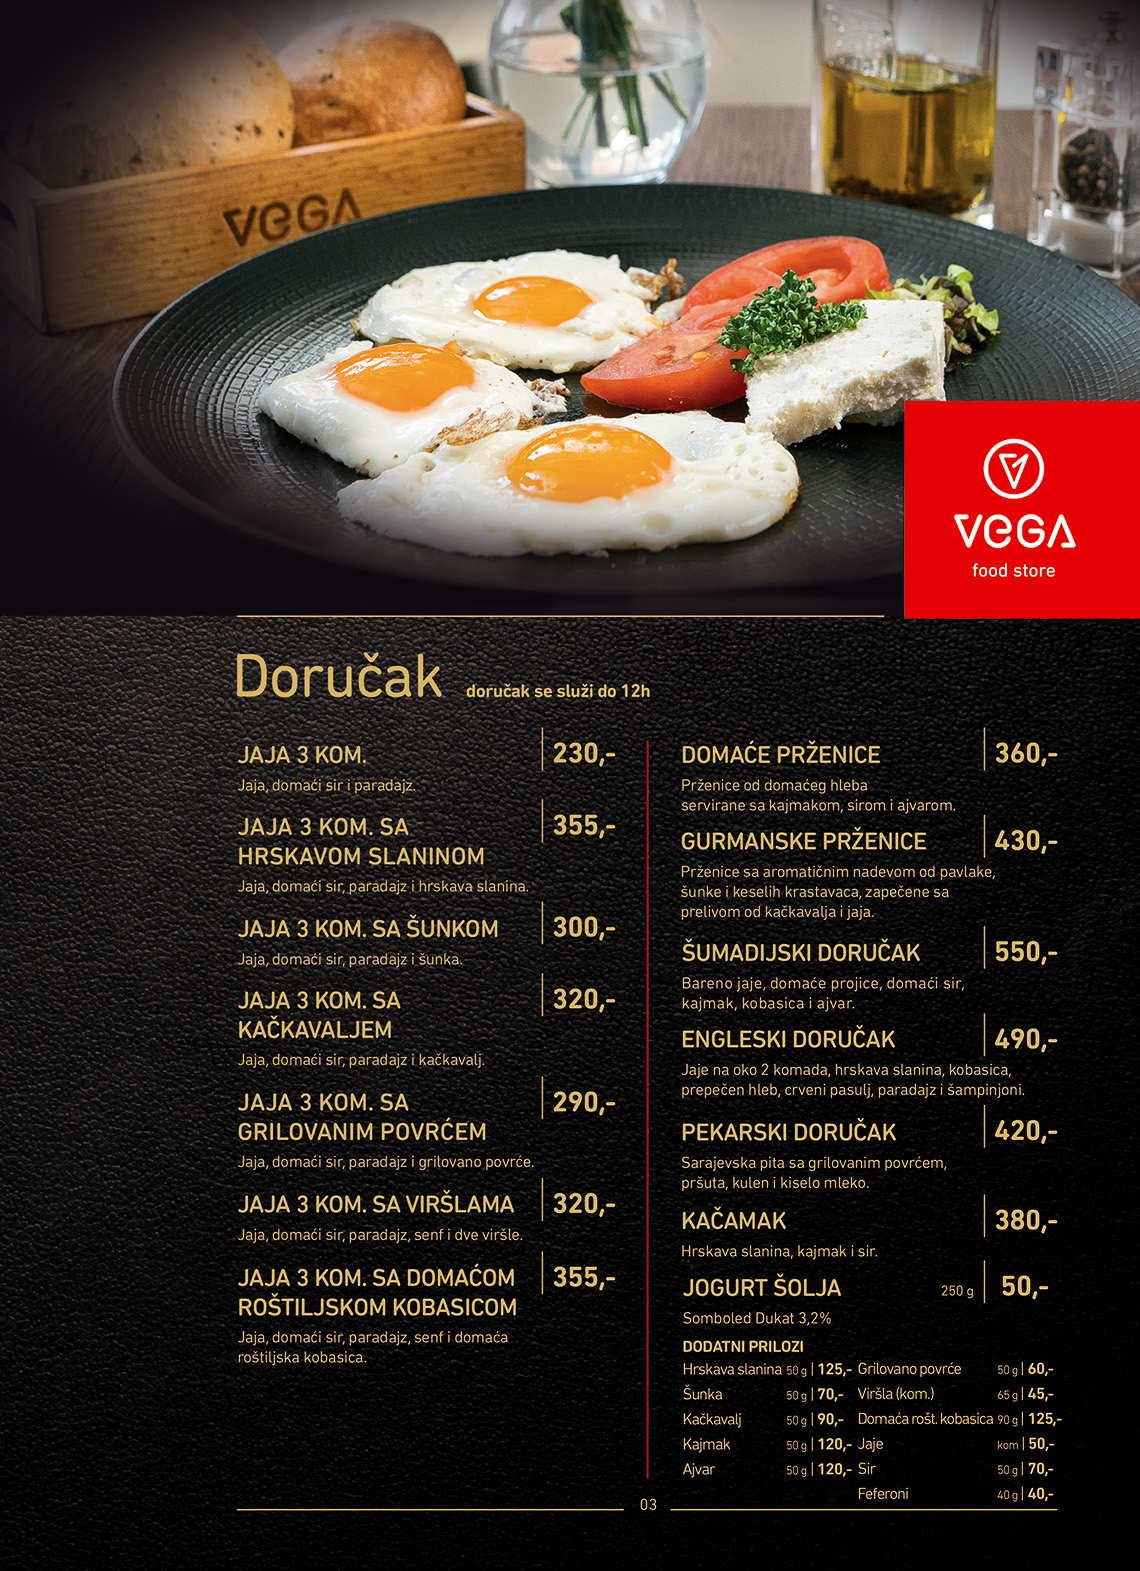 VEGA
VEGA
food store
Doručak doručak se služi do 12h
JAJA 3 KOM. 230,-
Jaja, domaći sir i paradajz.
JAJA 3 KOM. SA 355,-
HRSKAVOM SLANINOM
Jaja, domaći sir, paradajz i hrskava slanina.
JAJA 3 KOM. SA ŠUNKOM 300,-
Jaja, domaći sir, paradajz i šunka.
JAJA 3 KOM. SA 320,-
KAČKAVALJEM
Jaja, domaći sir, paradajz i kačkavalj.
JAJA 3 KOM. SA 290,-
GRILOVANIM POVRĆEM
Jaja, domaći sir, paradajz i grilovano povrće.
JAJA 3 KOM. SA VIRŠLAMA 320,-
Jaja, domaći sir, paradajz, senf i dve viršle.
JAJA 3 KOM. SA DOMAĆOM 355,-
ROŠTILJSKOM KOBASICOM
Jaja, domaći sir, paradajz, senf i domaća
roštiljska kobasica.
DOMAĆE PRŽENICE 360,-
Prženice od domaćeg hleba
servirane sa kajmakom, sirom i ajvarom.
GURMANSKE PRŽENICE 430,-
Prženice sa aromatičnim nadevom od pavlake,
šunke i keselih krastavaca, zapečene sa
prelivom od kačkavalja i jaja.
ŠUMADIJSKI DORUČAK 550,-
Bareno jaje, domaće projice, domaći sir,
kajmak, kobasica i ajvar.
ENGLESKI DORUČAK 490,-
Jaje na oko 2 komada, hrskava slanina, kobasica,
prepečen hleb, crveni pasulj, paradajz i šampinjoni.
PEKARSKI DORUČAK 420,-
Sarajevska pita sa grilovanim povrćem,
pršuta, kulen i kiselo mleko.
KAČAMAK 380,-
Hrskava slanina, kajmak i sir.
JOGURT ŠOLJA 250 g 50,-
Somboled Dukat 3,2%
DODATNI PRILOZI
Hrskava slanina 50 g | 125,- Grilovano povrće 50 g | 60,-
Šunka 50 g | 70,- Viršla (kom.) 65 g | 45,-
Kačkavalj 50 g | 90,- Domaća rošt. kobasica 90 g | 125,-
Kajmak 50 g | 120,- Jaje kom | 50,-
Ajvar 50 g | 120,- Sir 50 g | 70,-
Feferoni 40 g | 40,-
03